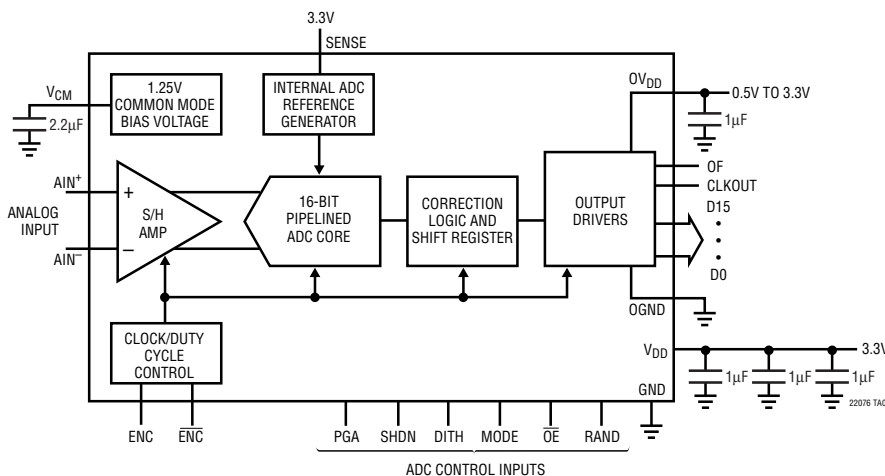 3.3V
SENSE
VCM
2.2µF
1.25V
COMMON MODE
BIAS VOLTAGE
INTERNAL ADC
REFERENCE
GENERATOR
OVDD
0.5V TO 3.3V
1µF
AIN+
ANALOG
INPUT
AIN−
+
S/H
AMP
−
16-BIT
PIPELINED
ADC CORE
CORRECTION
LOGIC AND
SHIFT REGISTER
OUTPUT
DRIVERS
OF
CLKOUT
D15
•
•
•
D0
OGND
CLOCK/DUTY
CYCLE
CONTROL
VDD
3.3V
1µF 1µF 1µF
GND
22076 TA0
ENC ENC PGA SHDN DITH MODE OE RAND
ADC CONTROL INPUTS